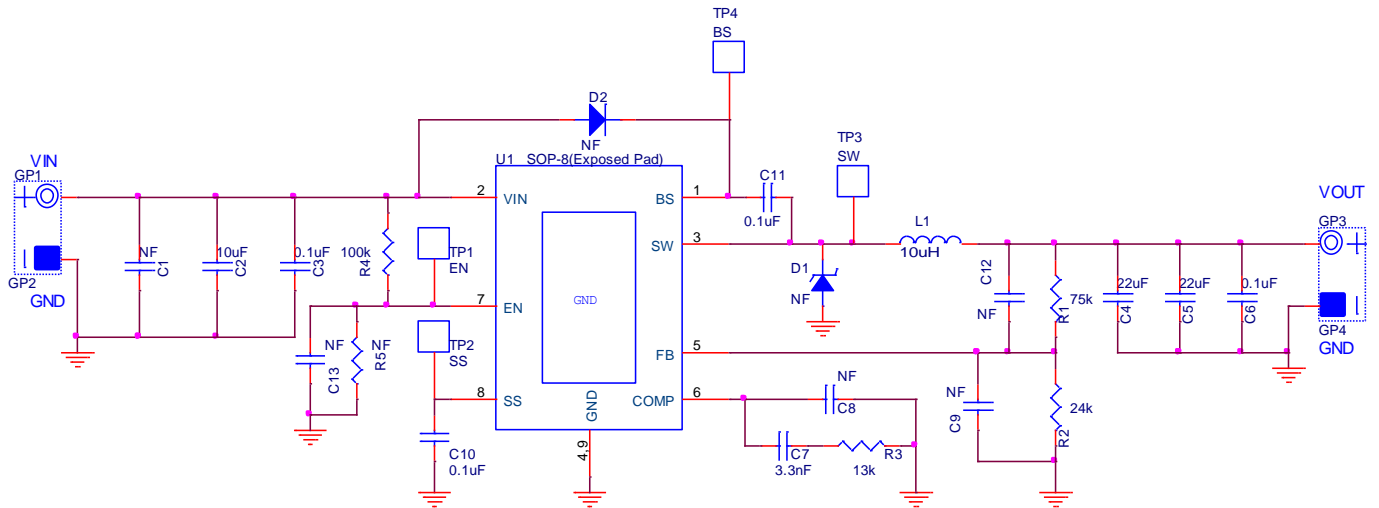 TP4
BS
D2
NF
U1 SOP-8(Exposed Pad)
VIN
GP1
GP2
GND
NF
C1
10uF
C2
0.1uF
C3
100k
R4
TP1
EN
TP2
SS
NF
C13
NF
R5
C10
0.1uF
2
VIN
7
EN
8
SS
GND
GND
4,9
1
BS
3
SW
5
FB
6
COMP
C11
0.1uF
TP3
SW
D1
NF
L1
10uH
C12
NF
75k
R1
22uF
C4
22uF
C5
0.1uF
C6
VOUT
GP3
GP4
GND
NF
C8
C7
3.3nF
R3
13k
NF
C9
24k
R2